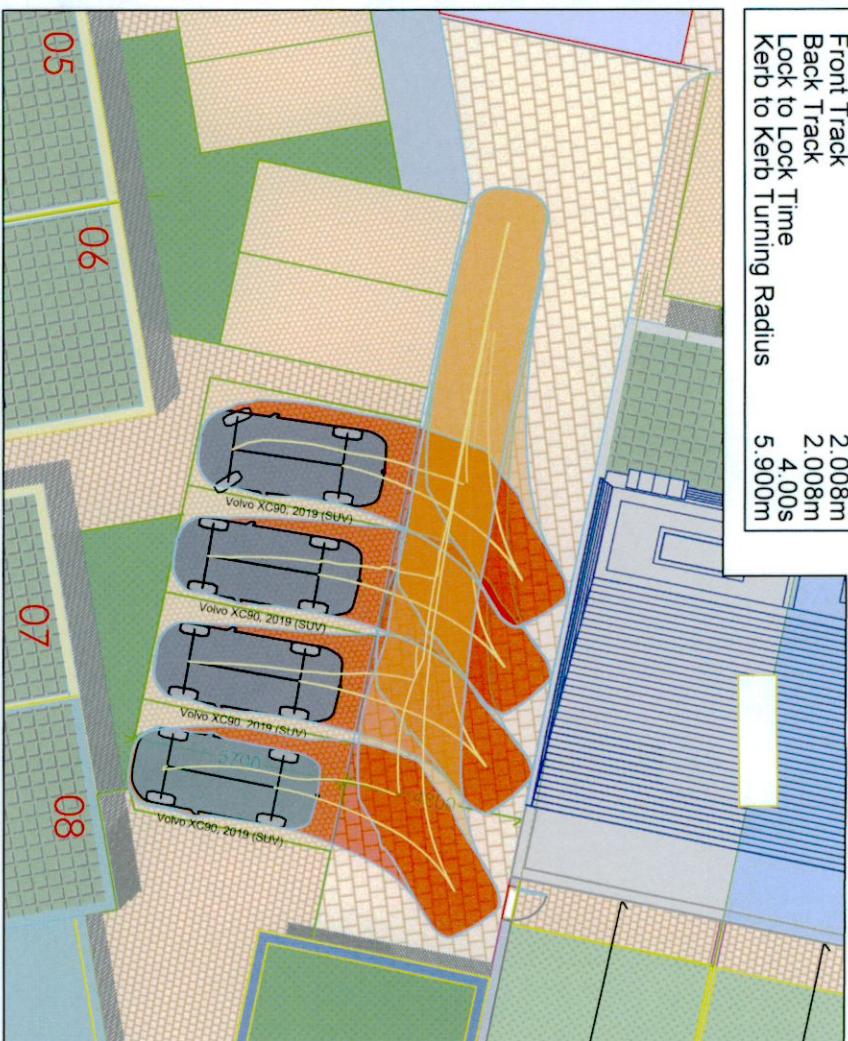 Front Track 2.008m
Back Track 2.008m
Lock to Lock Time 4.00s
Kerb to Kerb Turning Radius 5.900m
05
06
07
08
Volvo XC90, 2019 (SUV)
Volvo XC90, 2019 (SUV)
Volvo XC90, 2019 (SUV)
Volvo XC90, 2019 (SUV)
5700